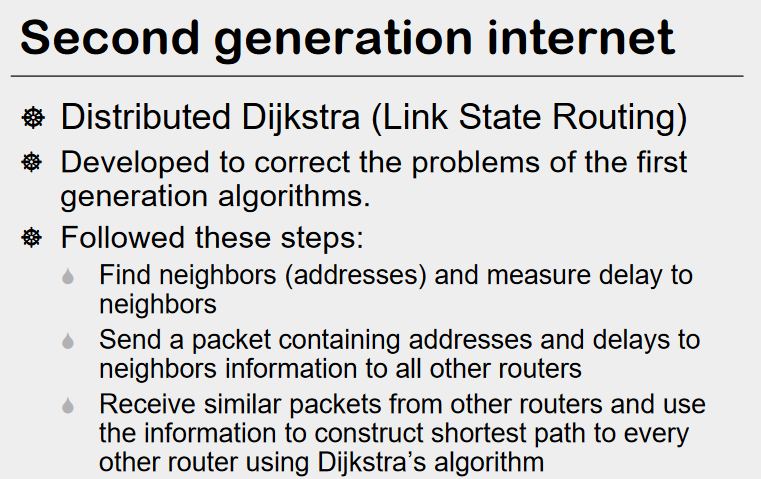 Second generation internet
Distributed Dijkstra (Link State Routing)
Developed to correct the problems of the first
generation algorithms.
Followed these steps:
Find neighbors (addresses) and measure delay to
neighbors
Send a packet containing addresses and delays to
neighbors information to all other routers
Receive similar packets from other routers and use
the information to construct shortest path to every
other router using Dijkstra’s algorithm